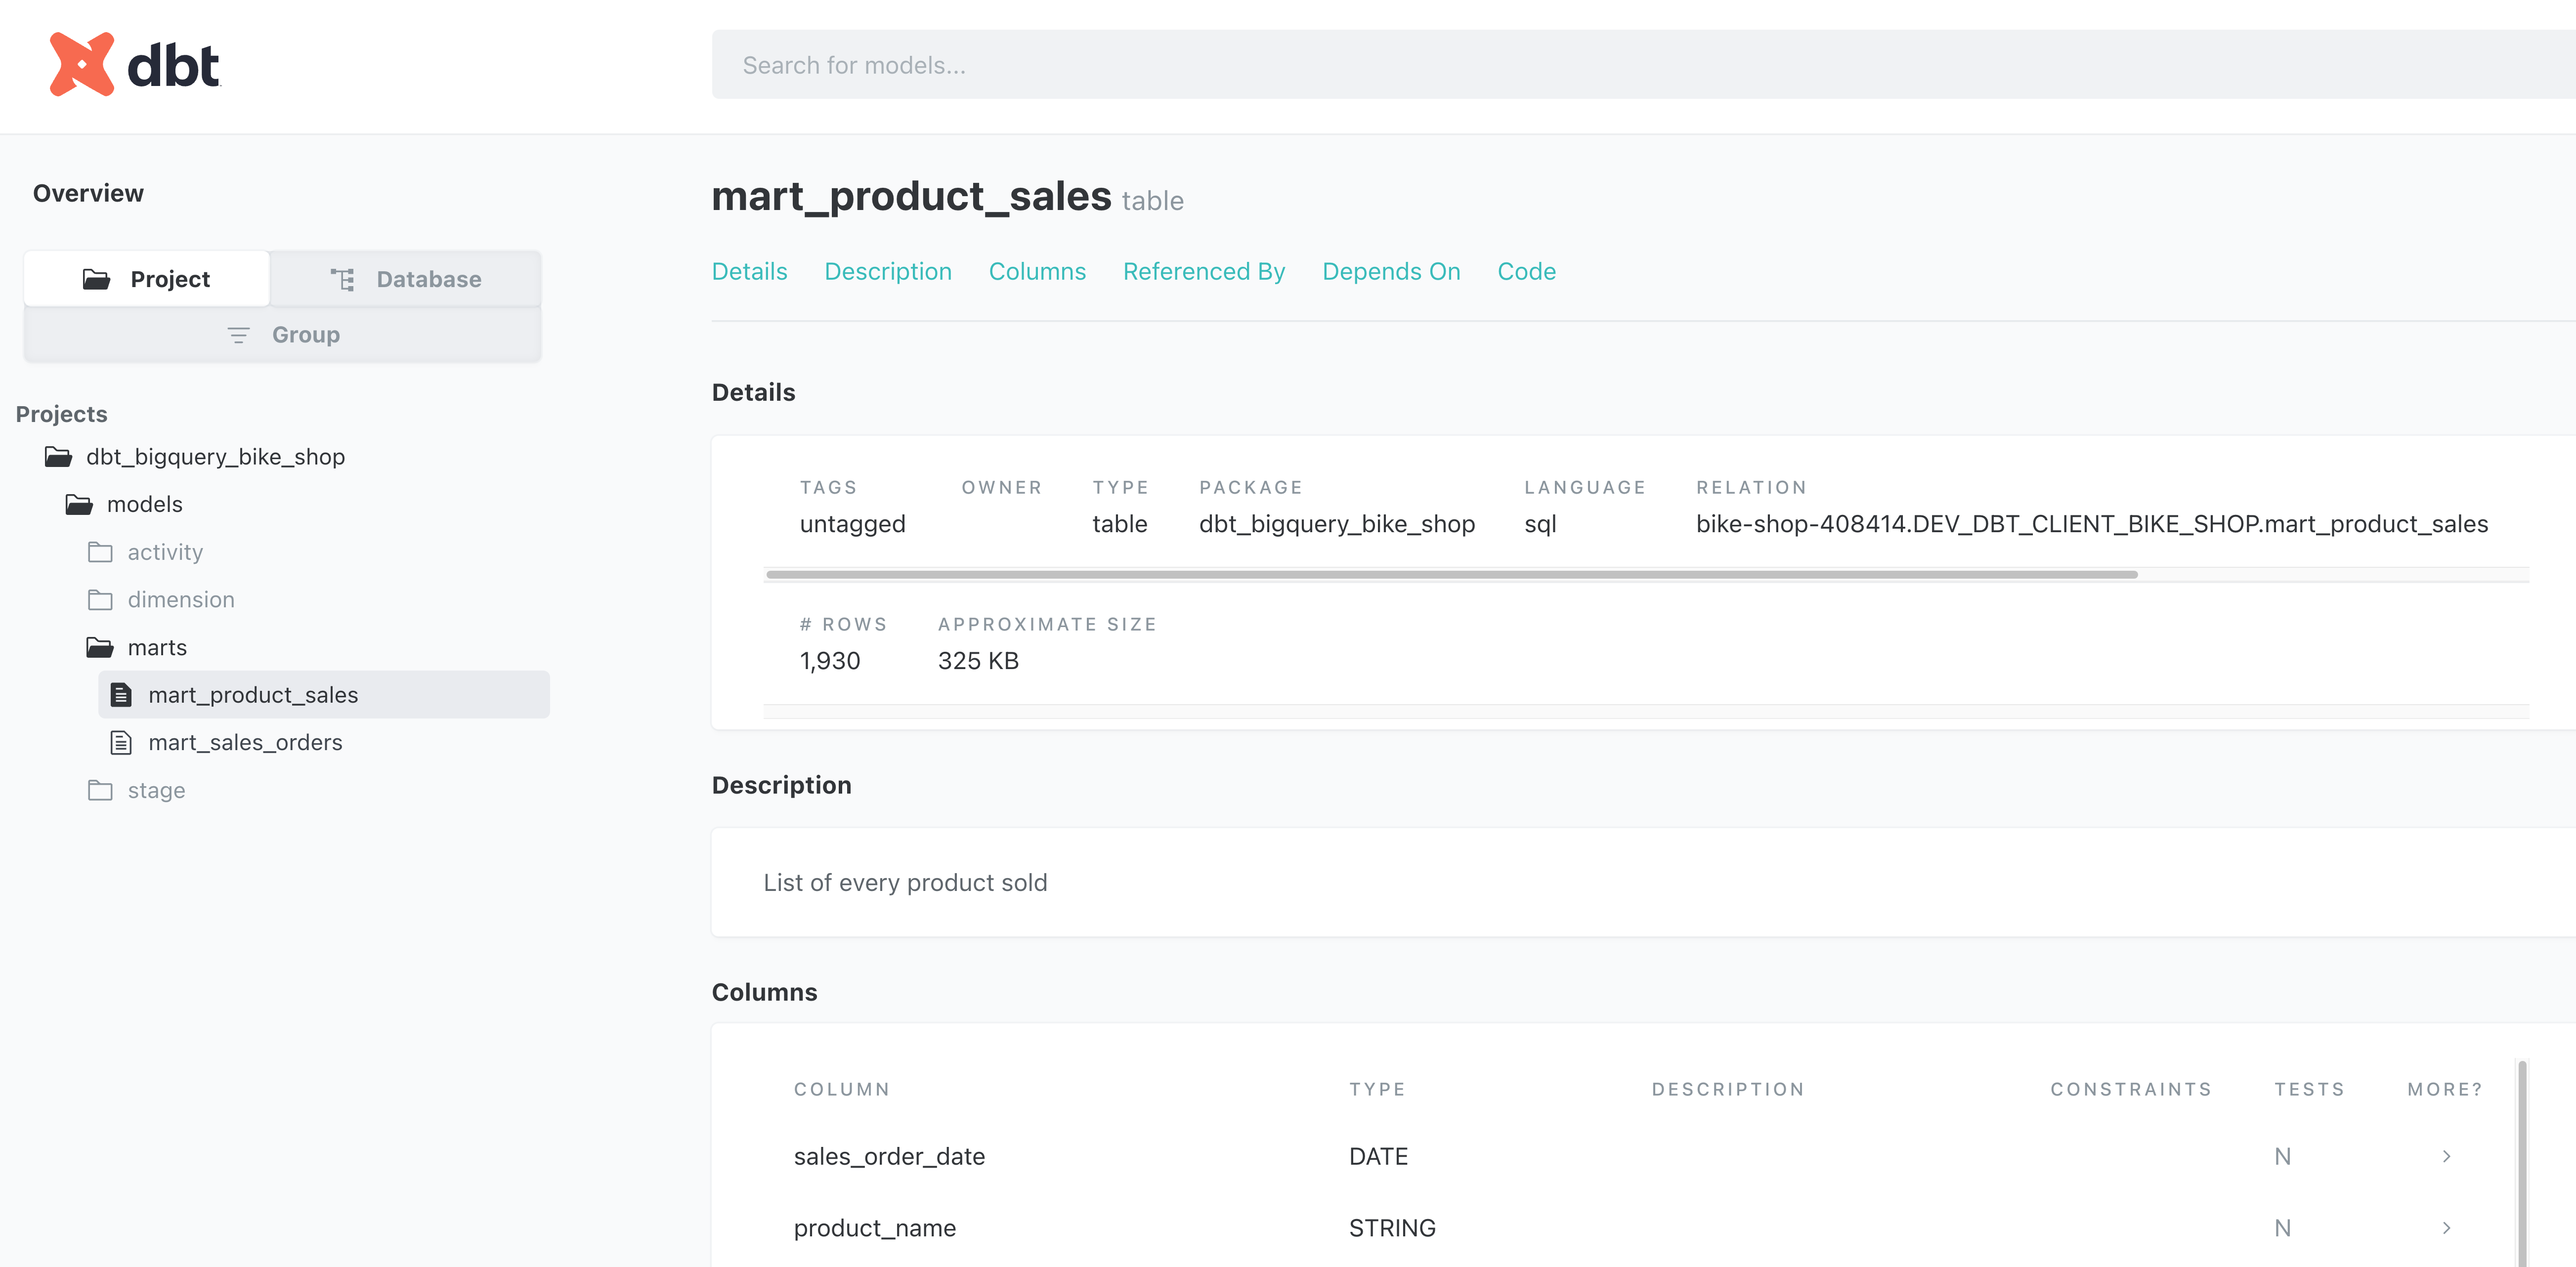 dbt
Search for models...
Overview
Project
Database
Group
Projects
dbt_bigquery_bike_shop
models
activity
dimension
marts
mart_product_sales
mart_sales_orders
stage
mart_product_sales table
Details Description Columns Referenced By Depends On Code
Details
TAGS OWNER TYPE PACKAGE LANGUAGE RELATION
untagged table dbt_bigquery_bike_shop sql bike-shop-408414.DEV_DBT_CLIENT_BIKE_SHOP.mart_product_sales
# ROWS APPROXIMATE SIZE
1,930 325 KB
Description
List of every product sold
Columns
COLUMN TYPE DESCRIPTION CONSTRAINTS TESTS MORE?
sales_order_date DATE N >
product_name STRING N >